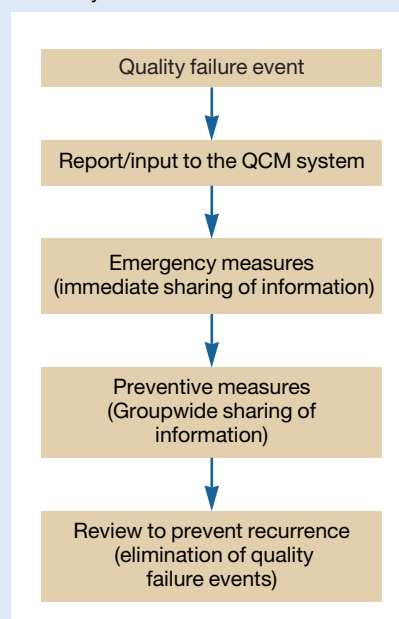 Quality failure event
Report/input to the QCM system
Emergency measures
(immediate sharing of information)
Preventive measures
(Groupwide sharing of
information)
Review to prevent recurrence
(elimination of quality
failure events)